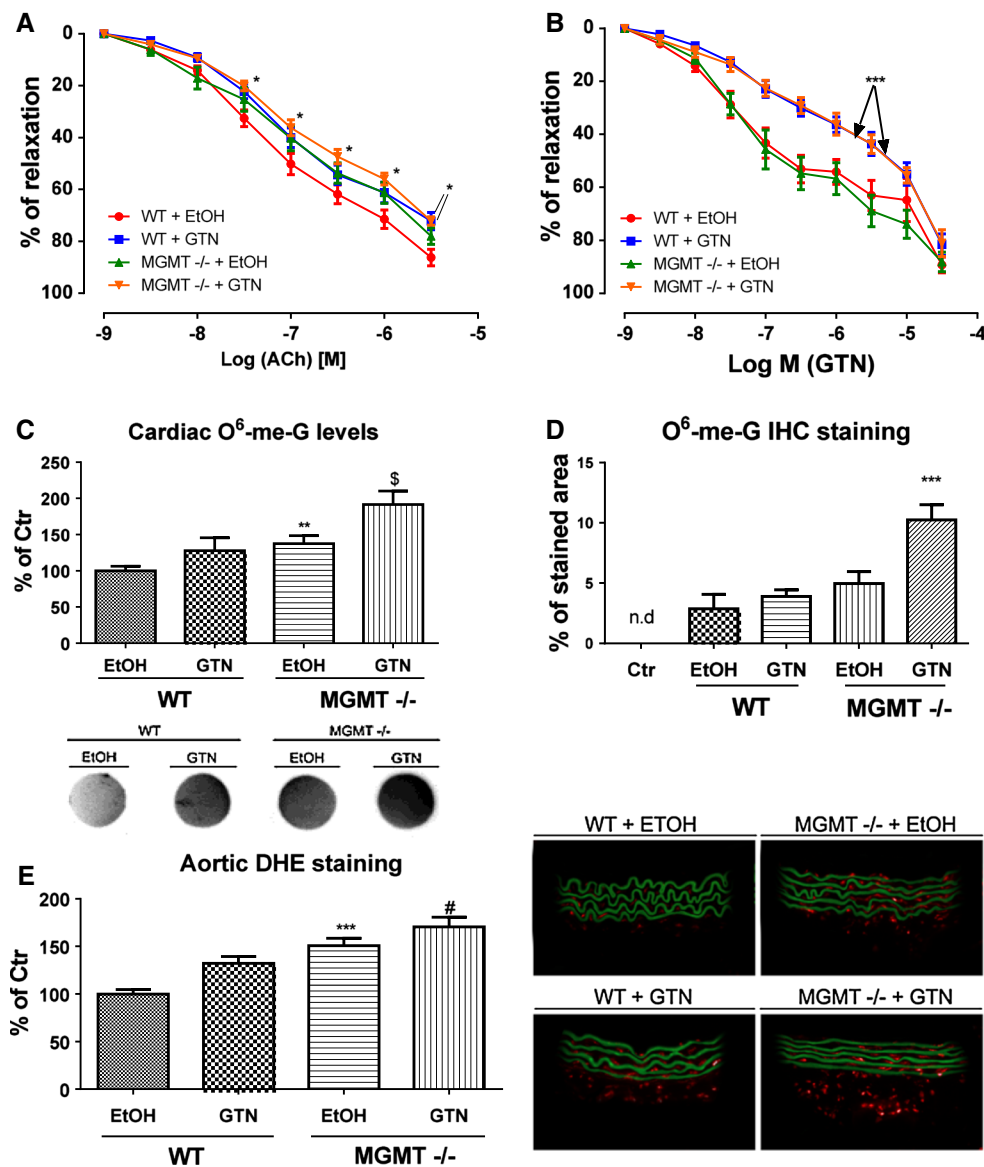 A
0
20
40
60
80
100
% of relaxation
*
*
*
*
*
WT + EtOH
WT + GTN
MGMT -/- + EtOH
MGMT -/- + GTN
-9
-8
-7
-6
-5
Log (ACh) [M]
B
0
20
40
60
80
100
% of relaxation
***
WT + EtOH
WT + GTN
MGMT -/- + EtOH
MGMT -/- + GTN
-9
-8
-7
-6
-5
-4
Log M (GTN)
C
Cardiac O⁶-me-G levels
250
200
150
100
50
0
% of Ctr
**
$
EtOH
GTN
EtOH
GTN
WT
MGMT -/-
WT
MGMT -/-
EtOH
GTN
EtOH
GTN
D
O⁶-me-G IHC staining
15
10
5
0
% of stained area
n.d
***
Ctr
EtOH
GTN
EtOH
GTN
WT
MGMT -/-
E
Aortic DHE staining
200
150
100
50
0
% of Ctr
***
#
EtOH
GTN
EtOH
GTN
WT
MGMT -/-
WT + ETOH
MGMT -/- + EtOH
WT + GTN
MGMT -/- + GTN